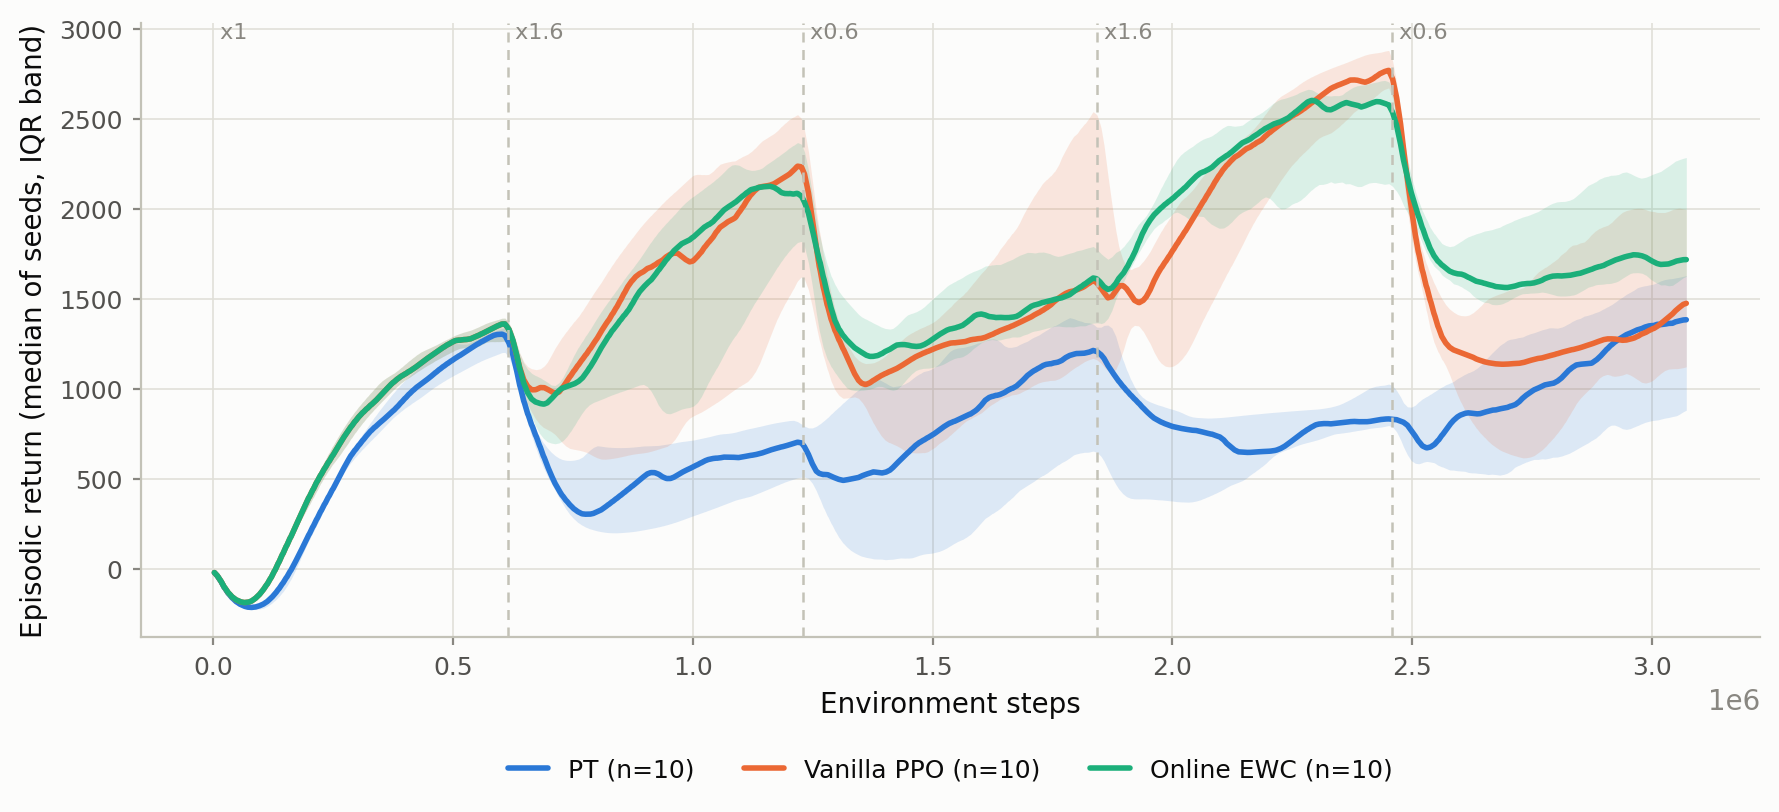 Episodic return (median of seeds, IQR band)
3000
2500
2000
1500
1000
500
0
x1
x1.6
x0.6
x1.6
x0.6
0.0
0.5
1.0
1.5
2.0
2.5
3.0
1e6
Environment steps
PT (n=10)
Vanilla PPO (n=10)
Online EWC (n=10)